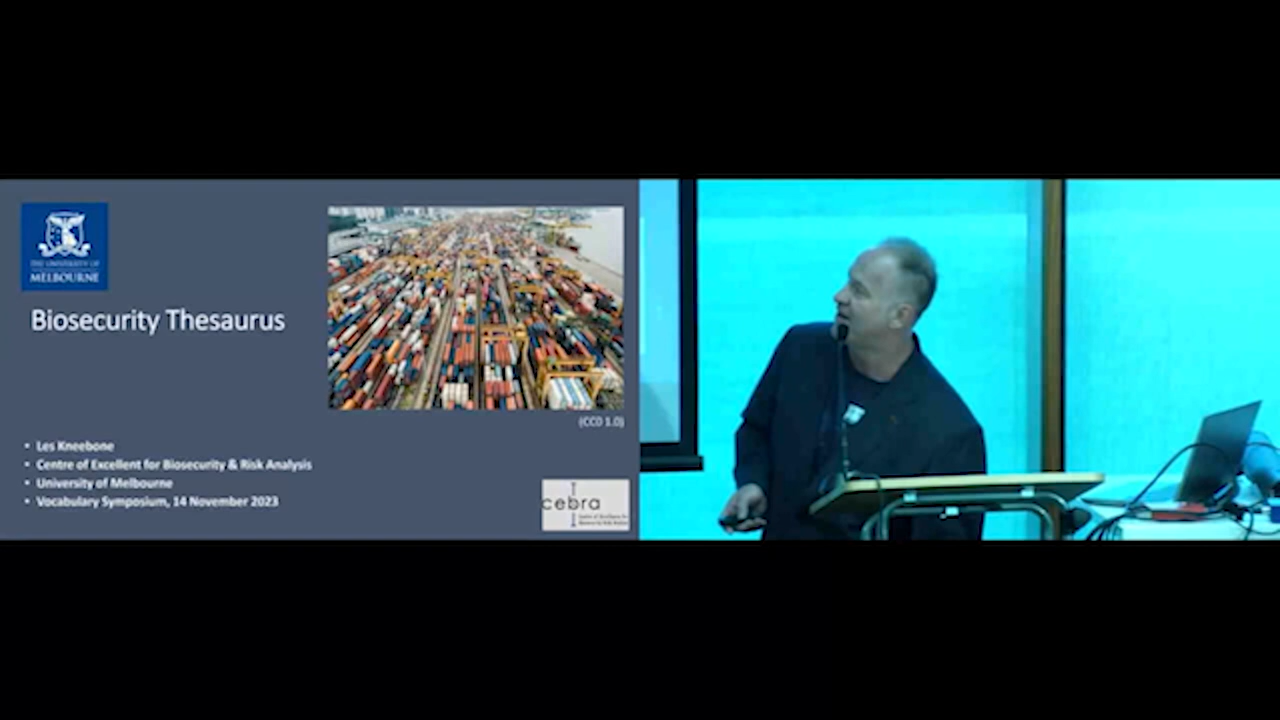 THE UNIVERSITY OF
MELBOURNE
Biosecurity Thesaurus
(CC0 1.0)
• Les Kneebone
• Centre of Excellent for Biosecurity & Risk Analysis
• University of Melbourne
• Vocabulary Symposium, 14 November 2023
cebra